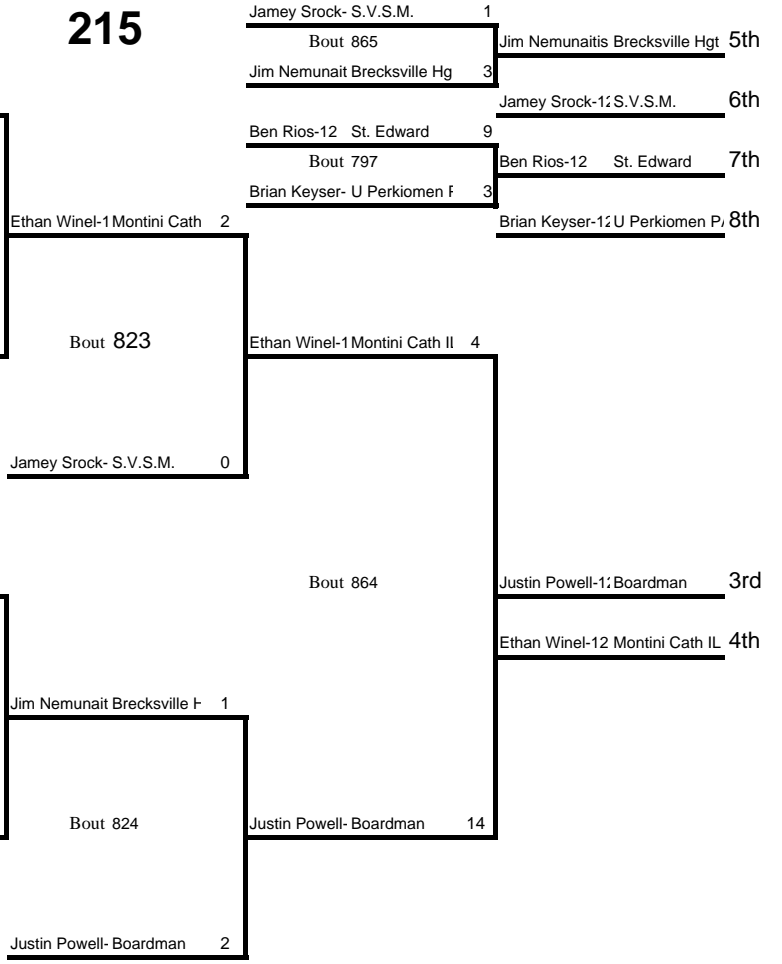 215
Jamey Srock- S.V.S.M. 1
Bout 865
Jim Nemunaitis Brecksville Hgt 5th
Jim Nemunait Brecksville Hg 3
Jamey Srock-12 S.V.S.M. 6th
Ben Rios-12 St. Edward 9
Bout 797
Ben Rios-12 St. Edward 7th
Brian Keyser- U Perkiomen F 3
Ethan Winel-1 Montini Cath 2
Brian Keyser-12 U Perkiomen PA 8th
Bout 823
Ethan Winel-1 Montini Cath IL 4
Jamey Srock- S.V.S.M. 0
Bout 864
Justin Powell-12 Boardman 3rd
Ethan Winel-12 Montini Cath IL 4th
Jim Nemunait Brecksville H 1
Bout 824
Justin Powell- Boardman 14
Justin Powell- Boardman 2